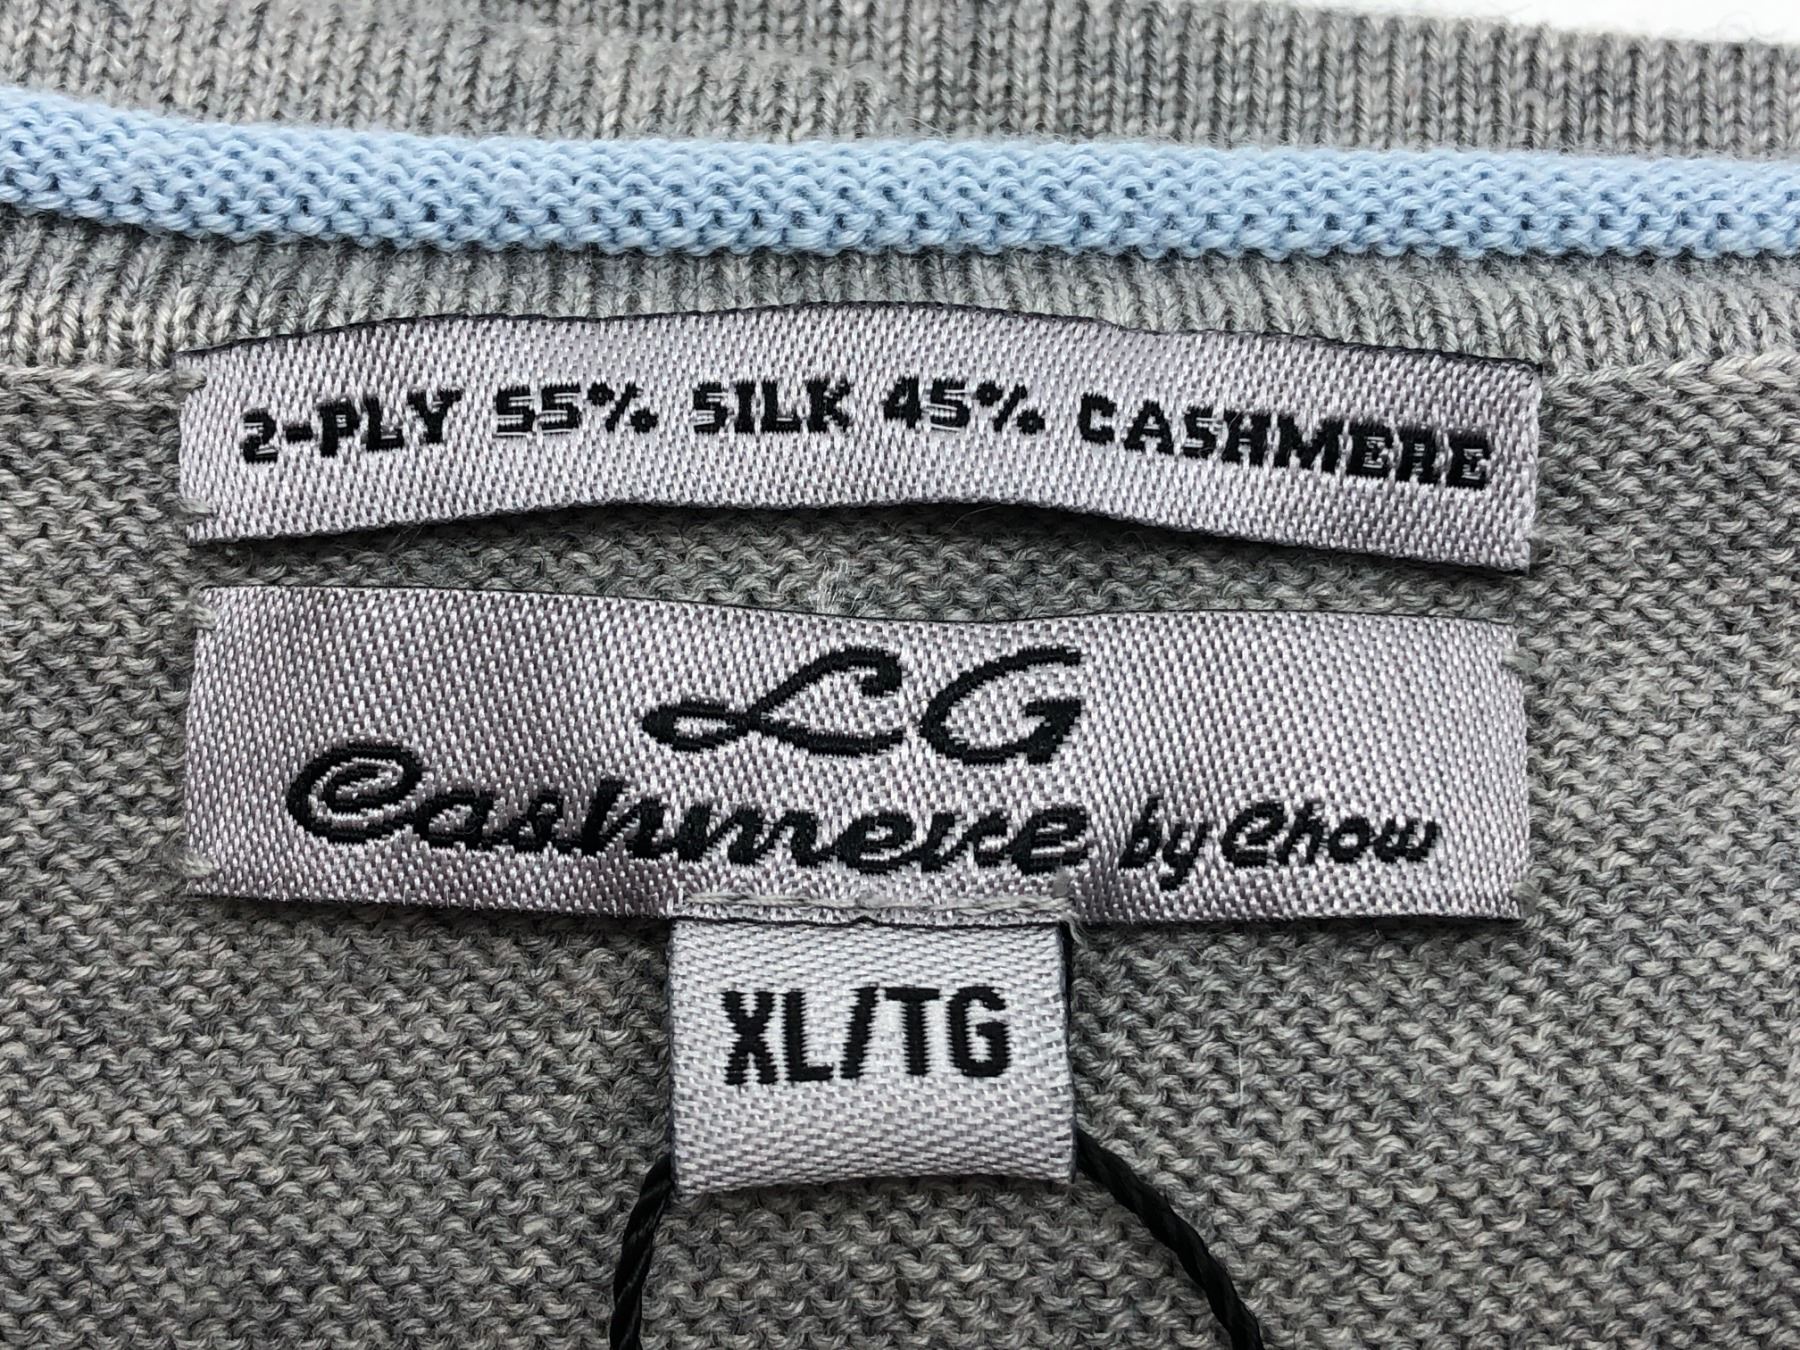 2-PLY 55% SILK 45% CASHMERE
LG
Cashmere by Chow
XL/TG